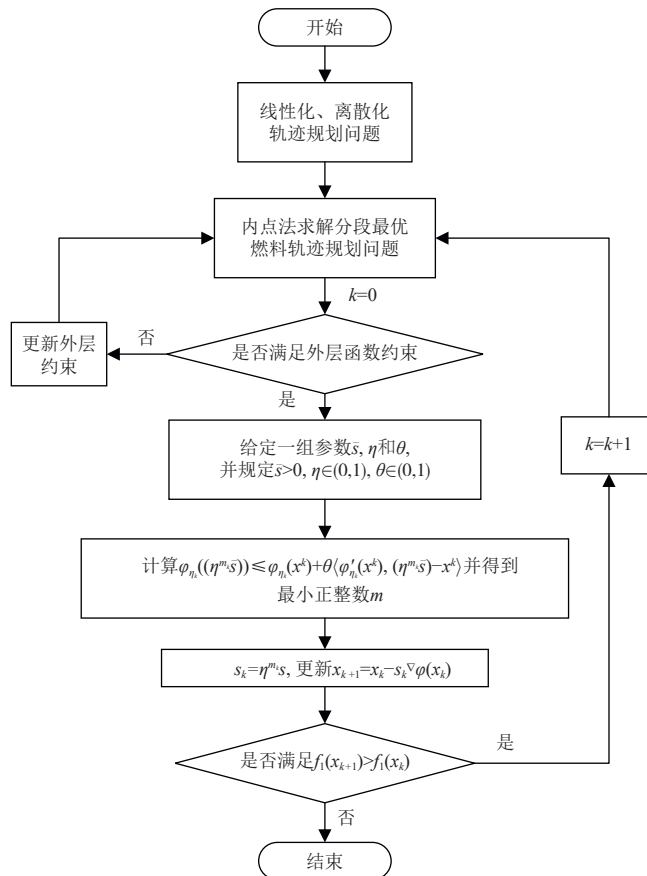 开始
线性化、离散化
轨迹规划问题
内点法求解分段最优
燃料轨迹规划问题
k=0
否
更新外层
约束
是否满足外层函数约束
是
给定一组参数s̄, η和θ,
并规定s̄>0, η∈(0,1), θ∈(0,1)
k=k+1
计算φ_{η_k}((η^{m_k}s̄))≤φ_{η_k}(x^k)+θ⟨φ′_{η_k}(x^k), (η^{m_k}s̄)−x^k⟩并得到
最小正整数m
s_k=η^{m_k}s, 更新x_{k+1}=x_k−s_k∇φ(x_k)
是否满足f₁(x_{k+1})>f₁(x_k)
是
否
结束